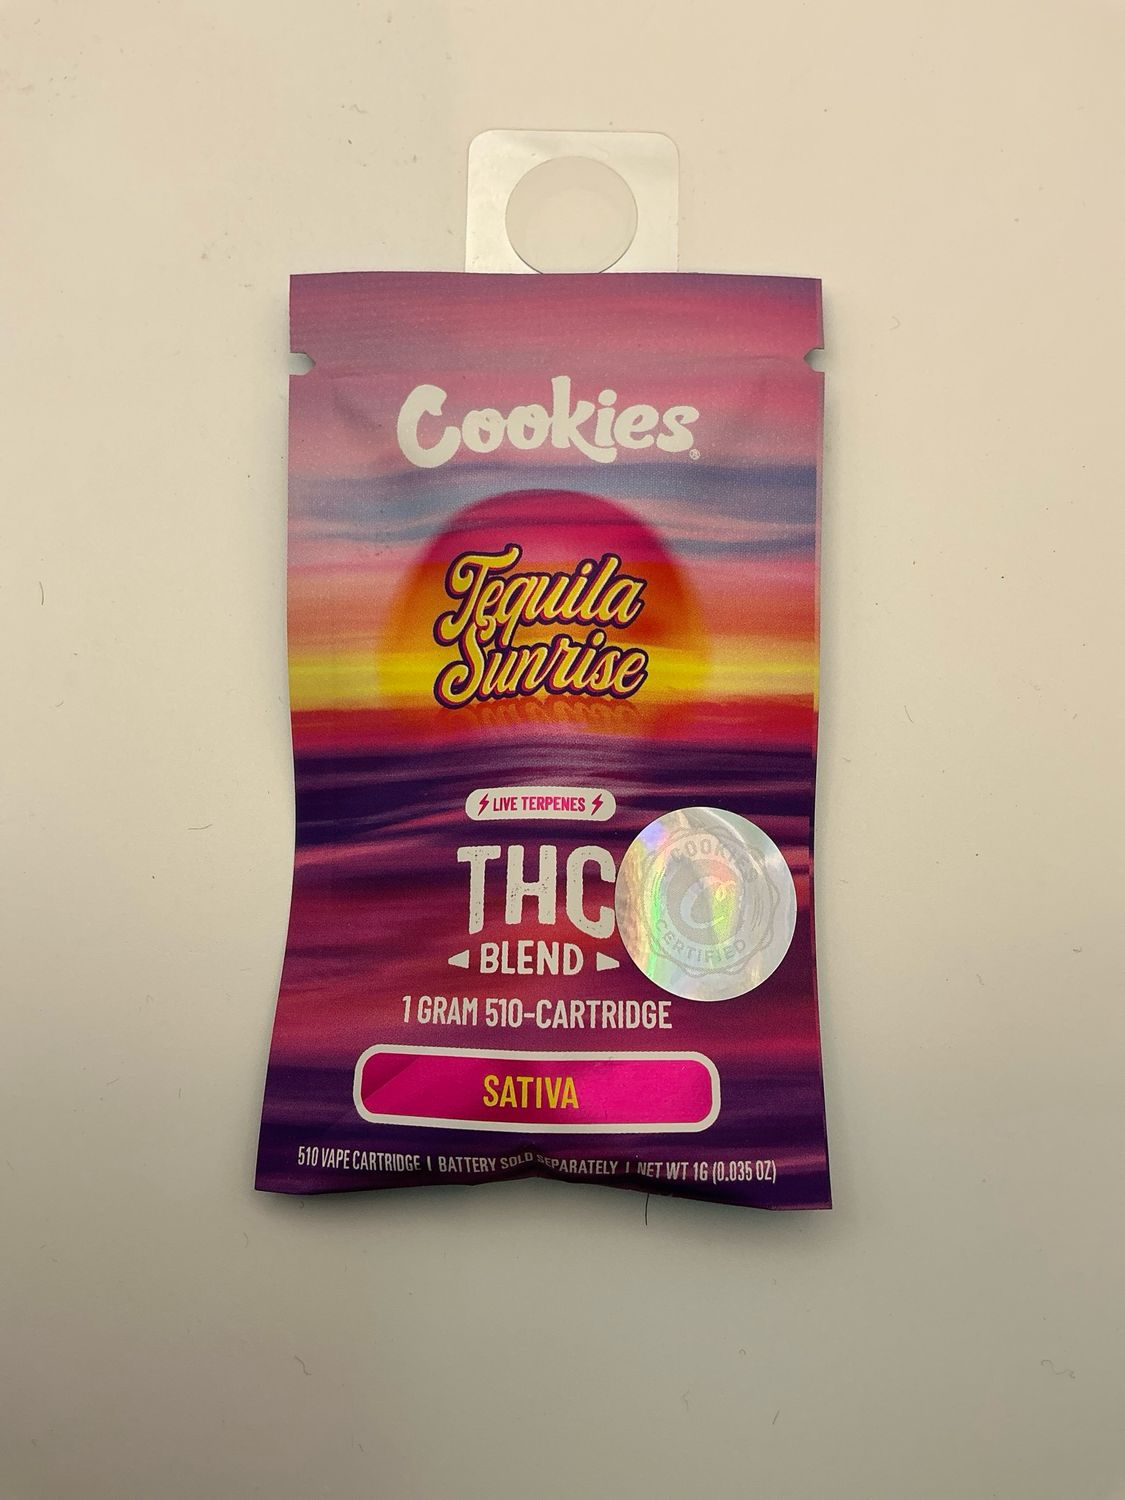 Cookies®
Tequila
Sunrise
LIVE TERPENES
THC
BLEND
1 GRAM 510-CARTRIDGE
COOKIES
CERTIFIED
SATIVA
510 VAPE CARTRIDGE | BATTERY SOLD SEPARATELY | NET WT 1G (0.035 OZ)